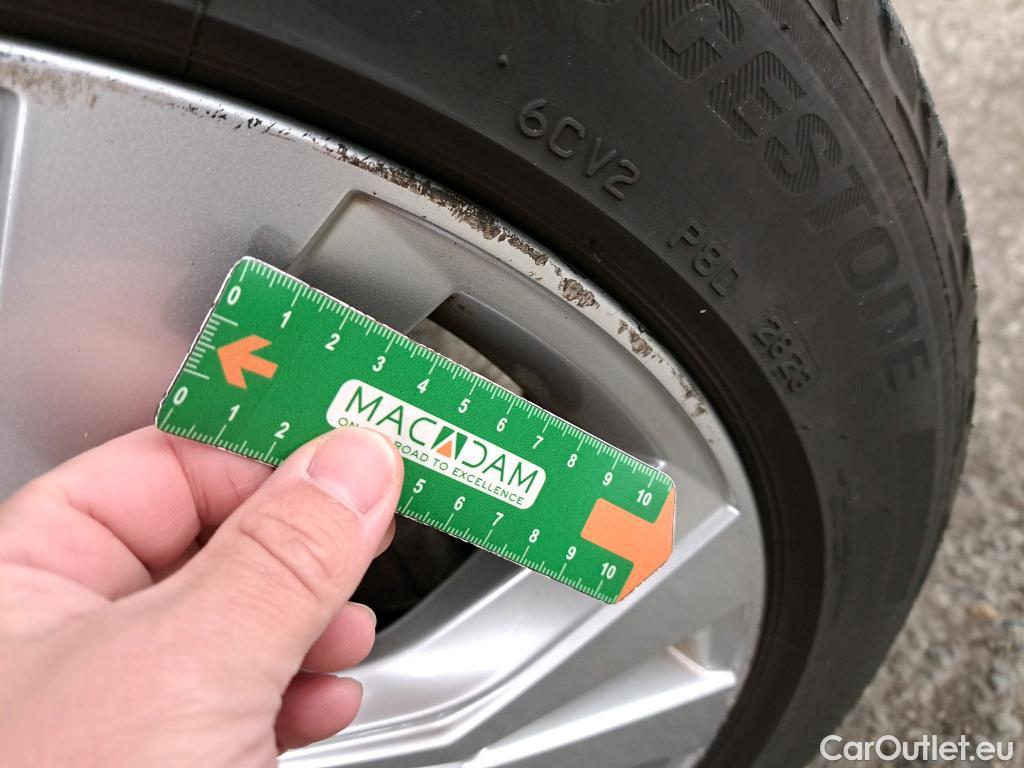 GESTONE
6CV2 P8D 2823
0 1 2 3 4 5 6 7 8 9 10
MACADAM
ON ROAD TO EXCELLENCE
0 1 2 5 6 7 8 9 10
CarOutlet.eu